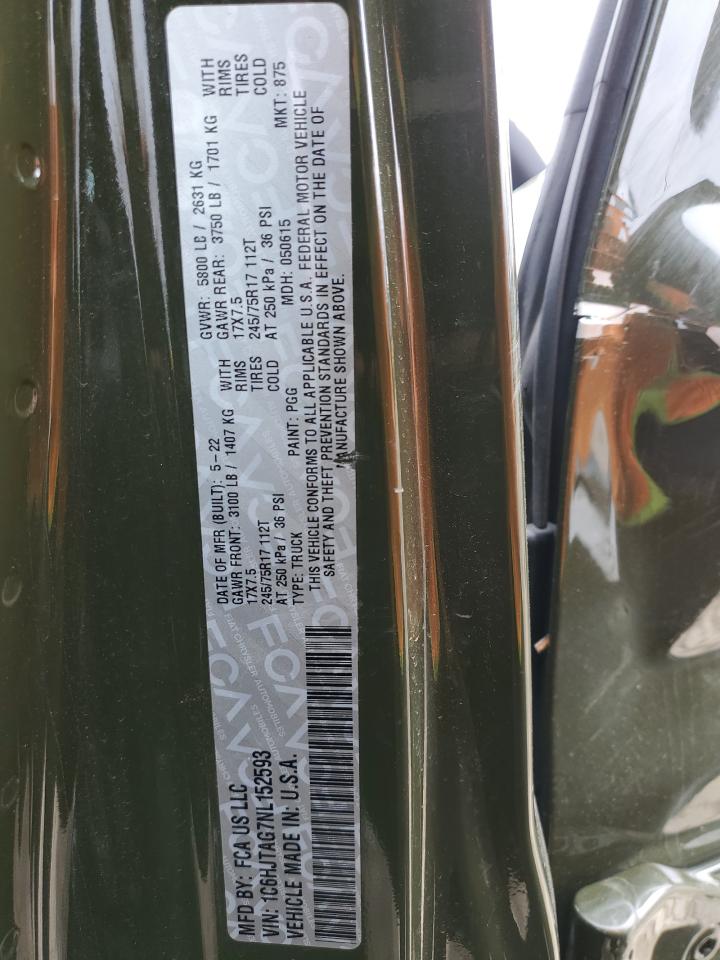 MFD BY: FCA US LLC
VIN: 1C6HJTAG7NL152593
VEHICLE MADE IN: U.S.A.
DATE OF MFR (BUILT): 5-22 GVWR: 5800 LB / 2631 KG
GAWR FRONT: 3100 LB / 1407 KG WITH GAWR REAR: 3750 LB / 1701 KG WITH
17X7.5 RIMS 17X7.5 RIMS
245/75R17 112T TIRES 245/75R17 112T TIRES
AT 250 kPa / 36 PSI COLD AT 250 kPa / 36 PSI COLD
TYPE: TRUCK PAINT: PGG MDH: 050615 MKT: 875
THIS VEHICLE CONFORMS TO ALL APPLICABLE U.S.A. FEDERAL MOTOR VEHICLE
SAFETY AND THEFT PREVENTION STANDARDS IN EFFECT ON THE DATE OF
MANUFACTURE SHOWN ABOVE.